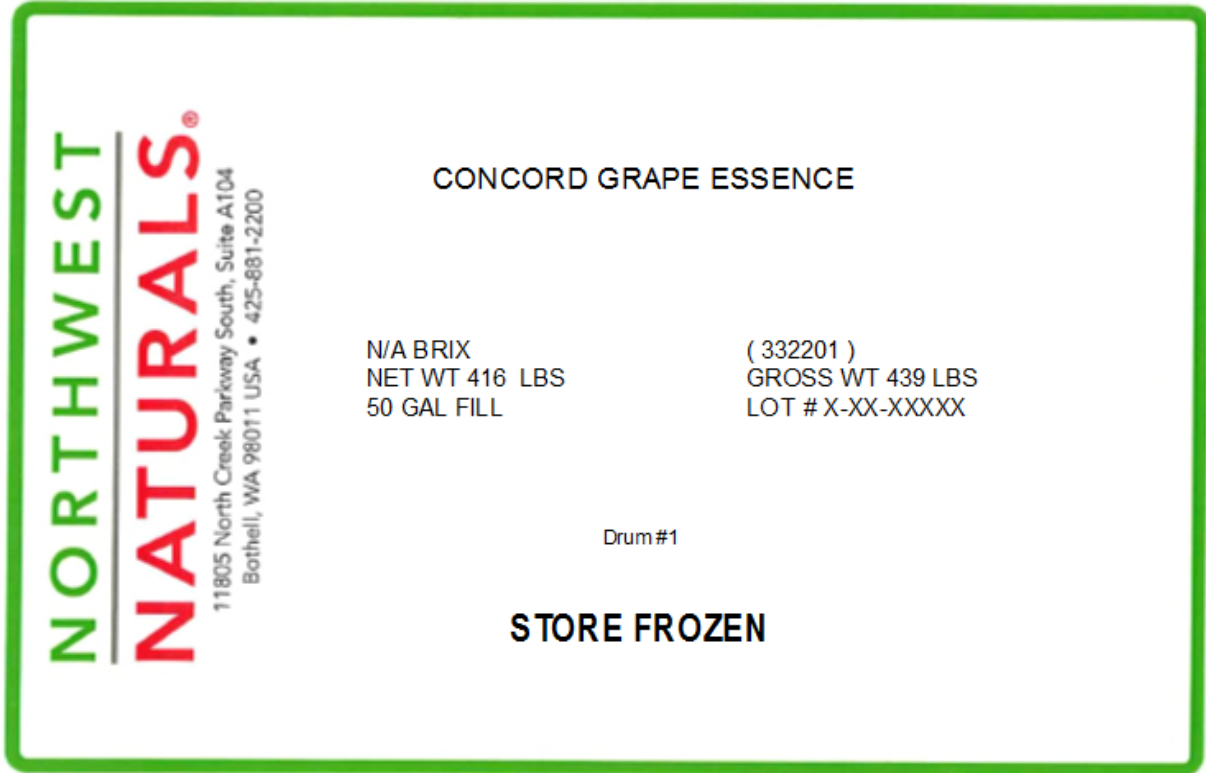 NORTHWEST
NATURALS®
11805 North Creek Parkway South, Suite A104
Bothell, WA 98011 USA • 425-881-2200
CONCORD GRAPE ESSENCE
N/A BRIX ( 332201 )
NET WT 416 LBS GROSS WT 439 LBS
50 GAL FILL LOT # X-XX-XXXXX
Drum #1
STORE FROZEN